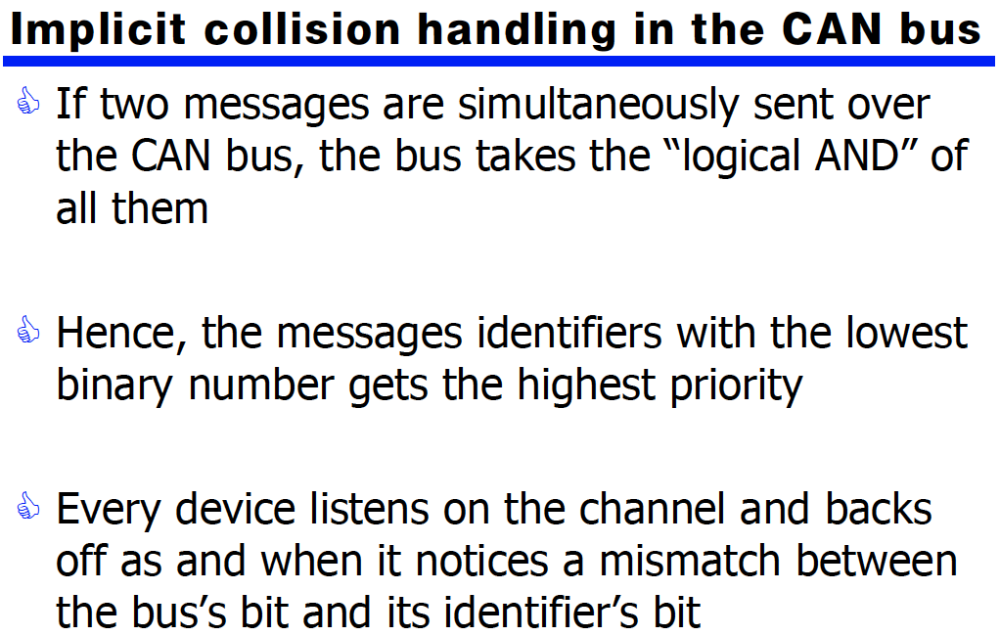 Implicit collision handling in the CAN bus
If two messages are simultaneously sent over
the CAN bus, the bus takes the “logical AND” of
all them
Hence, the messages identifiers with the lowest
binary number gets the highest priority
Every device listens on the channel and backs
off as and when it notices a mismatch between
the bus’s bit and its identifier’s bit